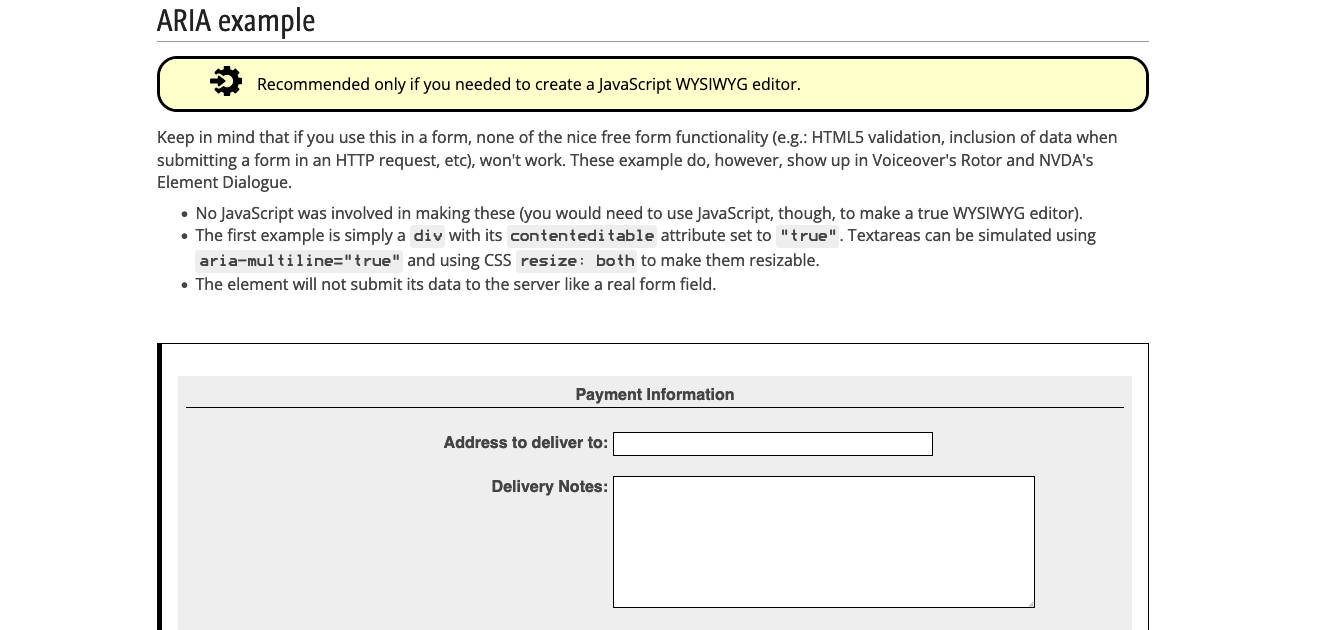 ARIA example
Recommended only if you needed to create a JavaScript WYSIWYG editor.
Keep in mind that if you use this in a form, none of the nice free form functionality (e.g.: HTML5 validation, inclusion of data when
submitting a form in an HTTP request, etc), won't work. These example do, however, show up in Voiceover's Rotor and NVDA's
Element Dialogue.
• No JavaScript was involved in making these (you would need to use JavaScript, though, to make a true WYSIWYG editor).
• The first example is simply a div with its contenteditable attribute set to "true". Textareas can be simulated using
aria-multiline="true" and using CSS resize: both to make them resizable.
• The element will not submit its data to the server like a real form field.
Payment Information
Address to deliver to:
Delivery Notes: